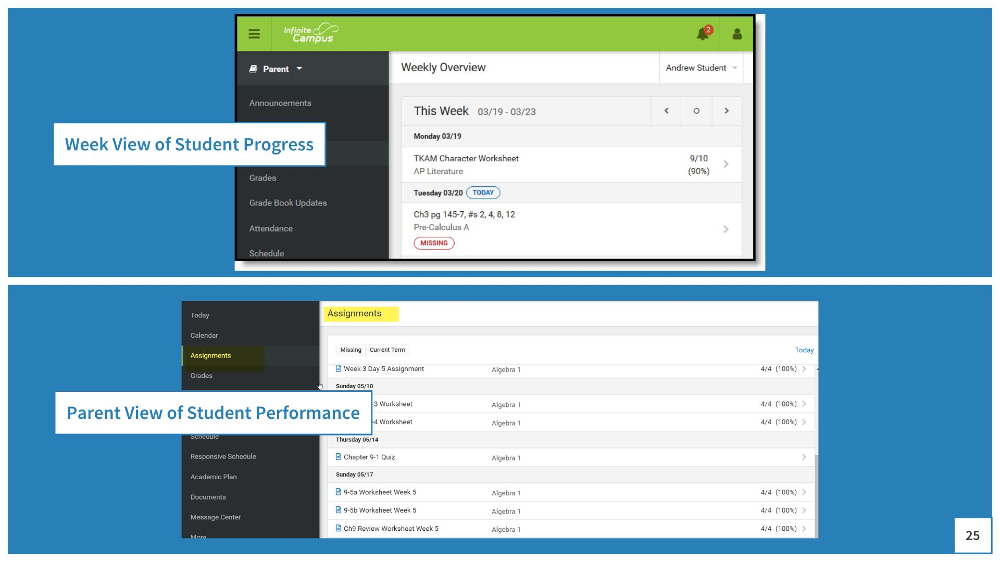 Infinite
Campus
2
Parent
Weekly Overview
Andrew Student
Announcements
This Week 03/19 - 03/23
Week View of Student Progress
Monday 03/19
TKAM Character Worksheet
9/10
AP Literature
(90%)
Grades
Tuesday 03/20 TODAY
Grade Book Updates
Ch3 pg 145-7, #s 2, 4, 8, 12
Pre-Calculus A
Attendance
MISSING
Schedule
Today
Assignments
Calendar
Missing Current Term Today
Assignments
Grades
Week 3 Day 5 Assignment Algebra 1 4/4 (100%)
Sunday 05/10
-3 Worksheet Algebra 1 4/4 (100%)
Parent View of Student Performance
-4 Worksheet Algebra 1 4/4 (100%)
Schedule
Thursday 05/14
Responsive Schedule
Chapter 9-1 Quiz Algebra 1
Academic Plan
Sunday 05/17
Documents
9-5a Worksheet Week 5 Algebra 1 4/4 (100%)
Message Center
9-5b Worksheet Week 5 Algebra 1 4/4 (100%)
More
Ch9 Review Worksheet Week 5 Algebra 1 4/4 (100%)
25